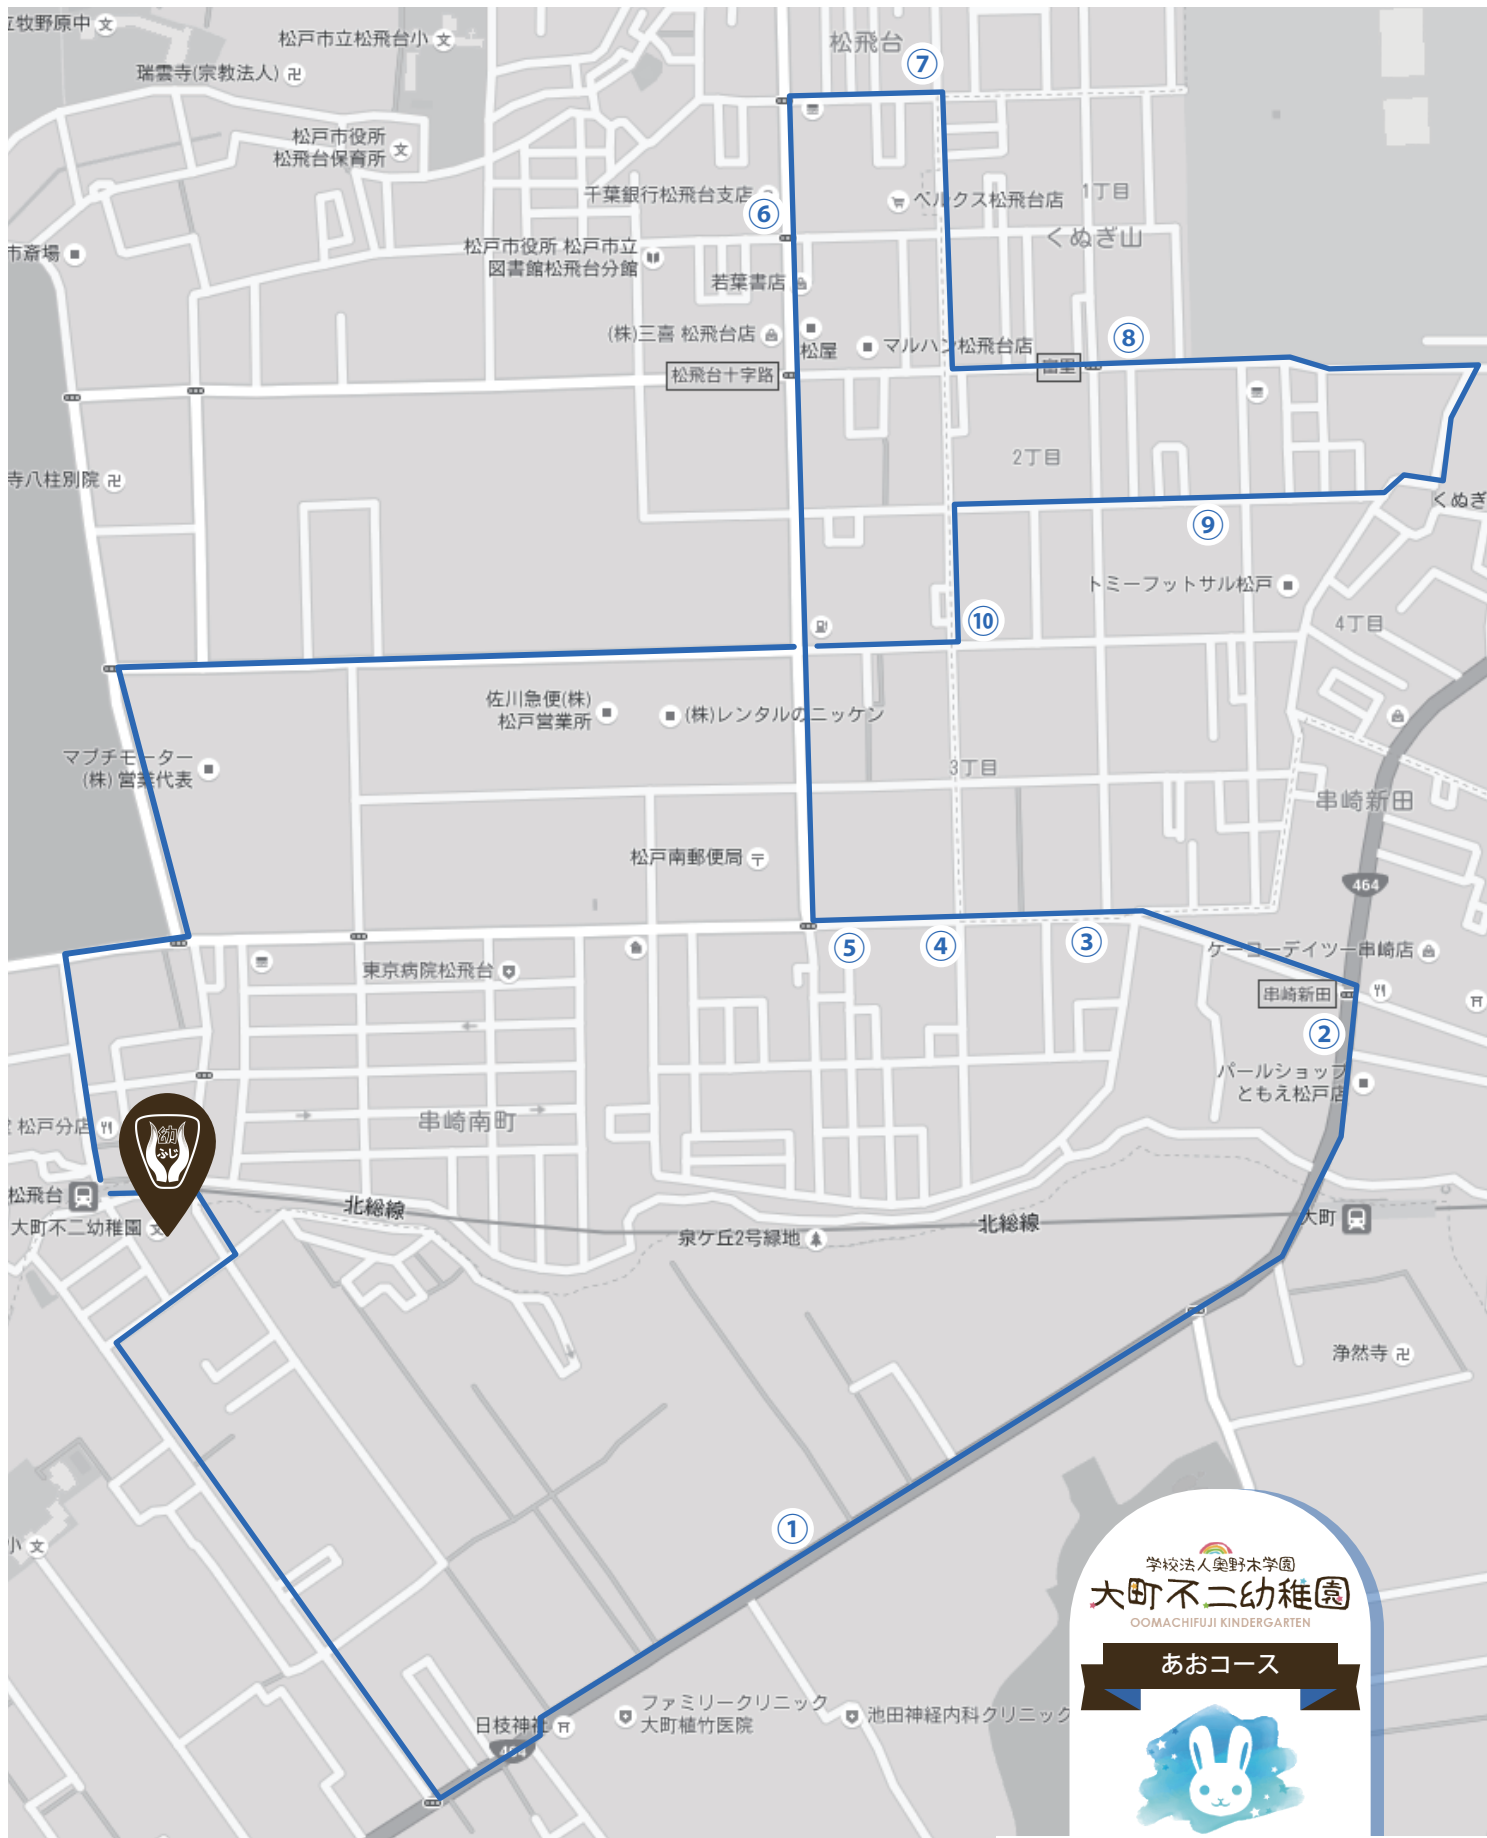 立牧野原中
松戸市立松飛台小
瑞雲寺(宗教法人)
松飛台
⑦
松戸市役所
松飛台保育所
千葉銀行松飛台支店
⑥
ベルクス松飛台店
1丁目
くぬぎ山
松戸市役所 松戸市立
図書館松飛台分館
市斎場
若葉書店
(株)三喜 松飛台店
松屋
マルハン松飛台店
⑧
松飛台十字路
富里
2丁目
寺八柱別院
くぬぎ
⑨
トミーフットサル松戸
⑩
4丁目
佐川急便(株)
松戸営業所
(株)レンタルのニッケン
マブチモーター
(株) 営業代表
3丁目
串崎新田
松戸南郵便局
464
⑤
④
③
ケーヨーデイツー串崎店
東京病院松飛台
串崎新田
②
パールショップ
ともえ松戸店
松戸分店
串崎南町
幼
ふじ
松飛台
大町不二幼稚園
北総線
泉ケ丘2号緑地
北総線
大町
浄然寺
①
小
学校法人奥野木学園
大町不二幼稚園
OOMACHIFUJI KINDERGARTEN
あおコース
日枝神社
464
ファミリークリニック
大町植竹医院
池田神経内科クリニック